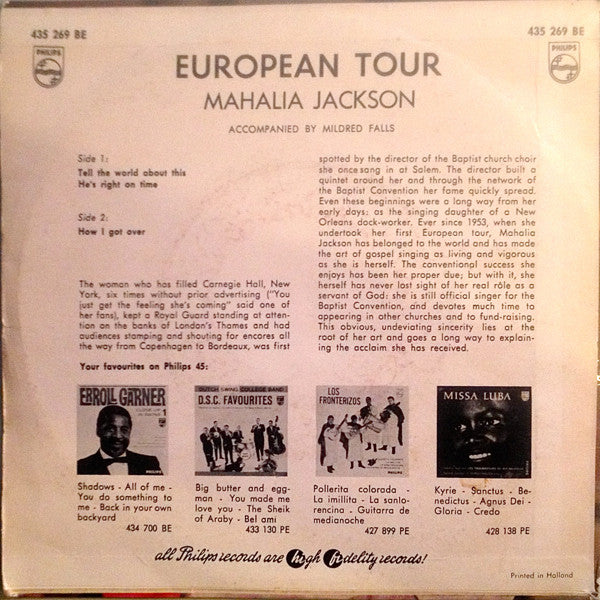 435 269 BE
435 269 BE
PHILIPS
PHILIPS
EUROPEAN TOUR
MAHALIA JACKSON
ACCOMPANIED BY MILDRED FALLS
Side 1:
Tell the world about this
He's right on time
Side 2:
How I got over
The woman who has filled Carnegie Hall, New
York, six times without prior advertising ("You
just get the feeling she's coming" said one of
her fans), kept a Royal Guard standing at atten-
tion on the banks of London's Thames and had
audiences stamping and shouting for encores all
the way from Copenhagen to Bordeaux, was first
spotted by the director of the Baptist church choir
she once sang in at Salem. The director built a
quintet around her and through the network of
the Baptist Convention her fame quickly spread.
Even these beginnings were a long way from her
early days: as the singing daughter of a New
Orleans dock-worker. Ever since 1953, when she
undertook her first European tour, Mahalia
Jackson has belonged to the world and has made
the art of gospel singing as living and vigorous
as she is herself. The conventional success she
enjoys has been her proper due; but with it, she
herself has never lost sight of her real rôle as a
servant of God: she is still official singer for the
Baptist Convention, and devotes much time to
appearing in other churches and to fund-raising.
This obvious, undeviating sincerity lies at the
root of her art and goes a long way to explain-
ing the acclaim she has received.
Your favourites on Philips 45:
ERROLL GARNER
CLOSE-UP
IN SWING
1
PHILIPS
Shadows - All of me -
You do something to
me - Back in your own
backyard
434 700 BE
DUTCH SWING COLLEGE BAND
D.S.C. FAVOURITES
Big butter and egg-
man - You made me
love you - The Sheik
of Araby - Bel ami
433 130 PE
LOS
FRONTERIZOS
PHILIPS
Pollerita colorada -
La imillita - La sanlo-
rencina - Guitarra de
medianoche
427 899 PE
MISSA LUBA
Kyrie - Sanctus - Be-
nedictus - Agnus Dei -
Gloria - Credo
428 138 PE
all Philips records are high fidelity records!
Printed in Holland